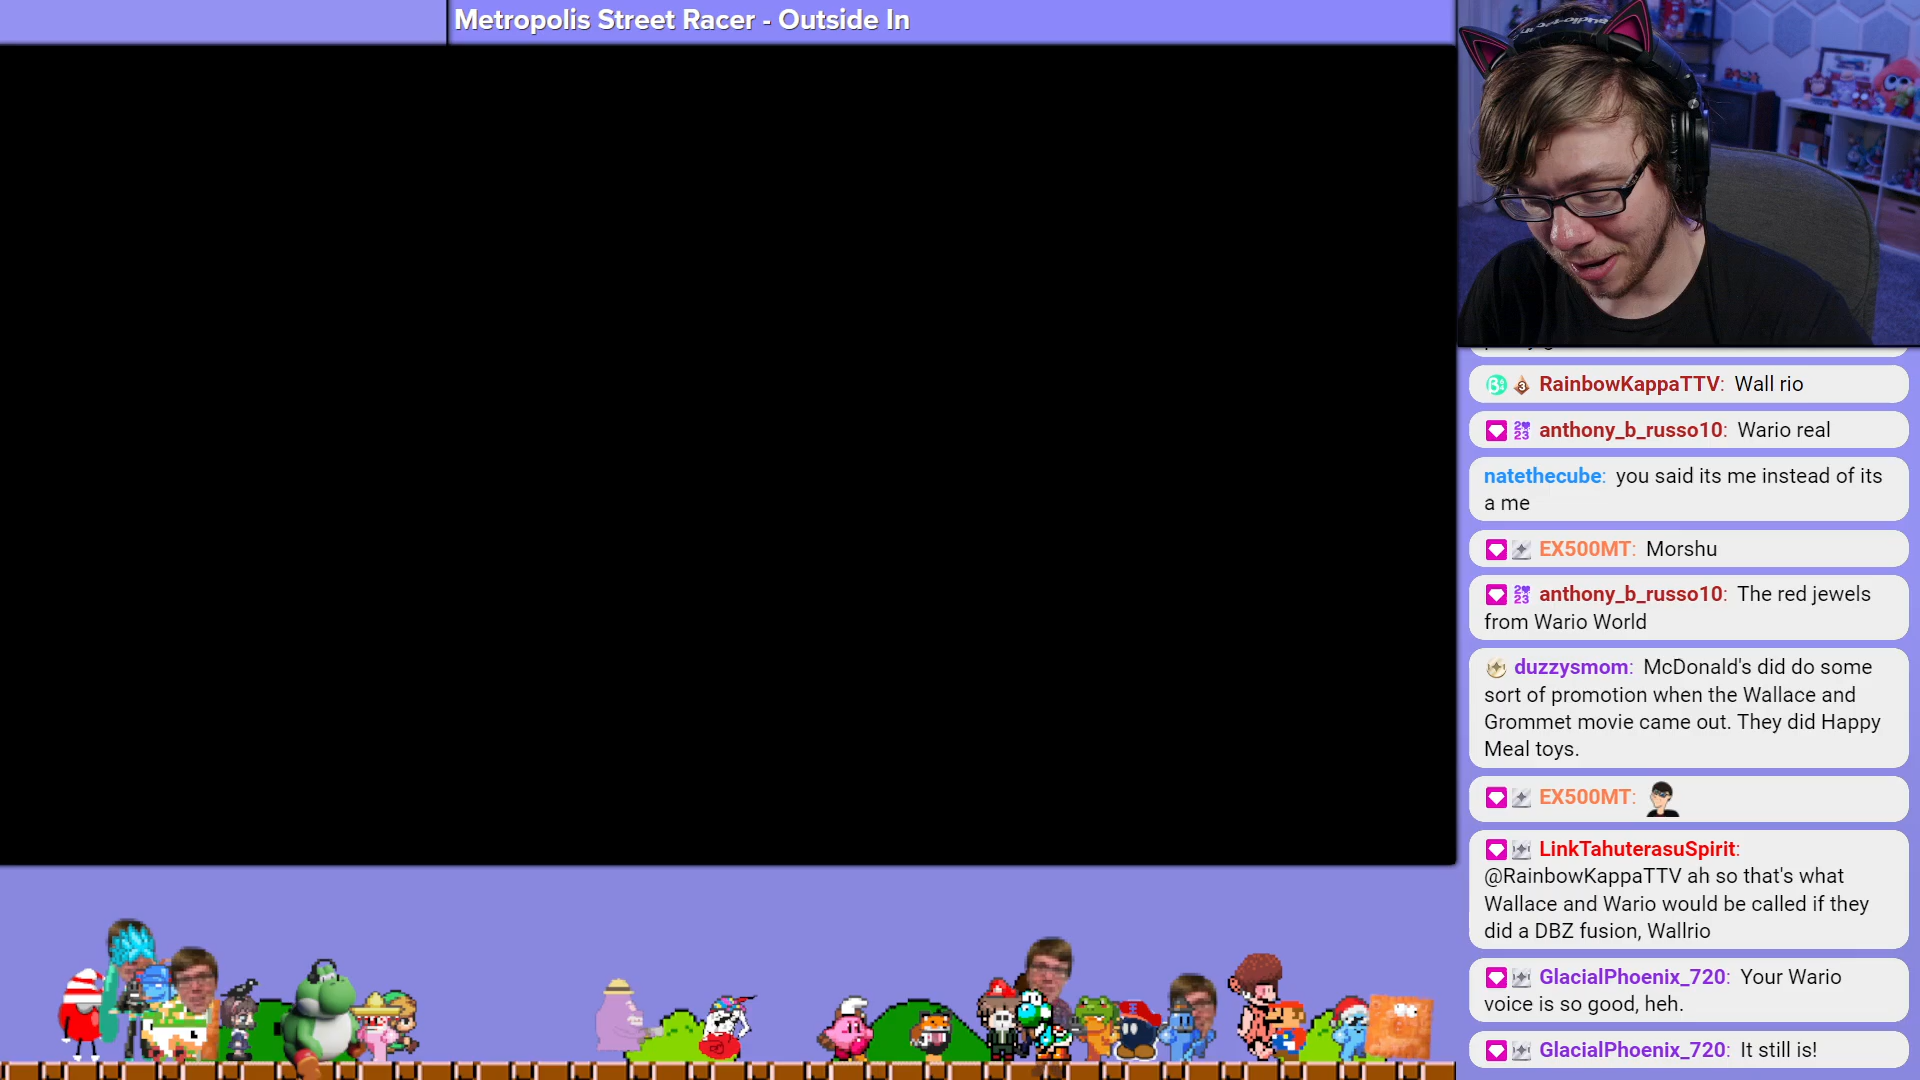 Metropolis Street Racer - Outside In
RainbowKappaTTV: Wall rio
anthony_b_russo10: Wario real
natethecube: you said its me instead of its
a me
EX500MT: Morshu
anthony_b_russo10: The red jewels
from Wario World
duzzysmom: McDonald's did do some
sort of promotion when the Wallace and
Grommet movie came out. They did Happy
Meal toys.
EX500MT:
LinkTahuterasuSpirit:
@RainbowKappaTTV ah so that's what
Wallace and Wario would be called if they
did a DBZ fusion, Wallrio
GlacialPhoenix_720: Your Wario
voice is so good, heh.
GlacialPhoenix_720: It still is!